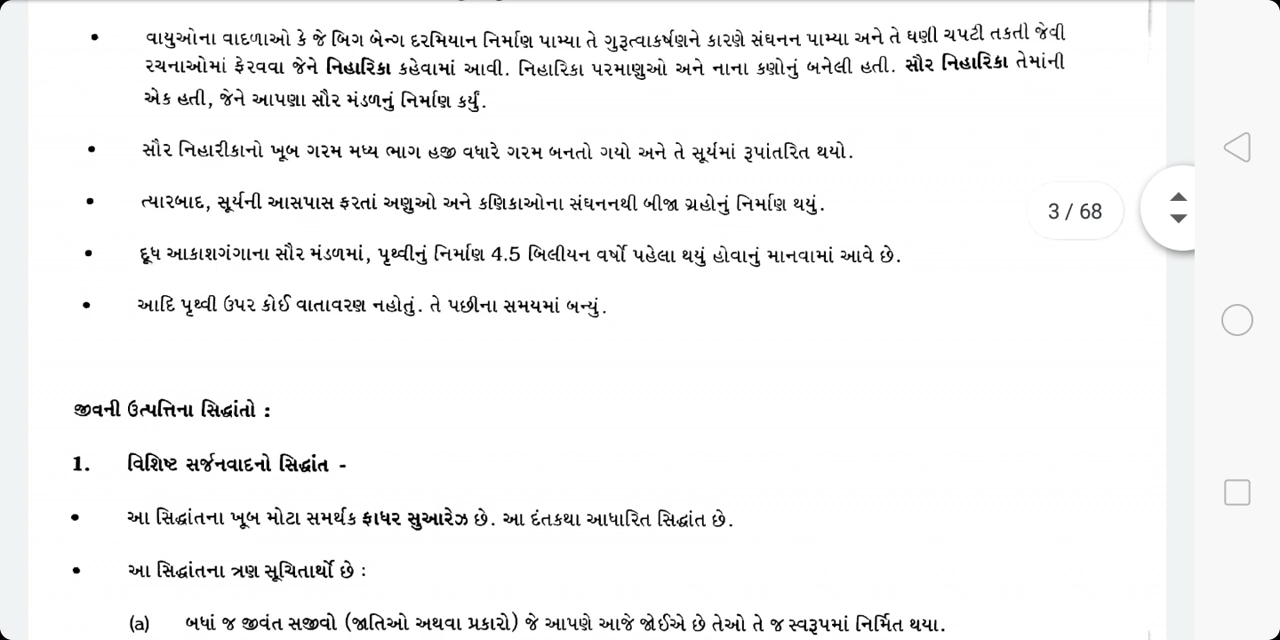 • વાયુઓના વાદળાઓ કે જે બિગ બેન્ગ દરમિયાન નિર્માણ પામ્યા તે ગુરૂત્વાકર્ષણને કારણે સંઘનન પામ્યા અને તે ઘણી ચપટી તકતી જેવી
રચનાઓમાં ફેરવવા જેને નિહારિકા કહેવામાં આવી. નિહારિકા પરમાણુઓ અને નાના કણોનું બનેલી હતી. સૌર નિહારિકા તેમાંની
એક હતી, જેને આપણા સૌર મંડળનું નિર્માણ કર્યું.
• સૌર નિહારીકાનો ખૂબ ગરમ મધ્ય ભાગ હજી વધારે ગરમ બનતો ગયો અને તે સૂર્યમાં રૂપાંતરિત થયો.
• ત્યારબાદ, સૂર્યની આસપાસ ફરતાં અણુઓ અને કણિકાઓના સંઘનનથી બીજા ગ્રહોનું નિર્માણ થયું.
3 / 68
• દૂધ આકાશગંગાના સૌર મંડળમાં, પૃથ્વીનું નિર્માણ 4.5 બિલીયન વર્ષો પહેલા થયું હોવાનું માનવામાં આવે છે.
• આદિ પૃથ્વી ઉપર કોઈ વાતાવરણ નહોતું. તે પછીના સમયમાં બન્યું.
જીવની ઉત્પત્તિના સિદ્ધાંતો :
1. વિશિષ્ટ સર્જનવાદનો સિદ્ધાંત -
• આ સિદ્ધાંતના ખૂબ મોટા સમર્થક ફાધર સુઆરેઝ છે. આ દંતકથા આધારિત સિદ્ધાંત છે.
• આ સિદ્ધાંતના ત્રણ સૂચિતાર્થો છે :
(a) બધાં જ જીવંત સજીવો (જાતિઓ અથવા પ્રકારો) જે આપણે આજે જોઈએ છે તેઓ તે જ સ્વરૂપમાં નિર્મિત થયા.